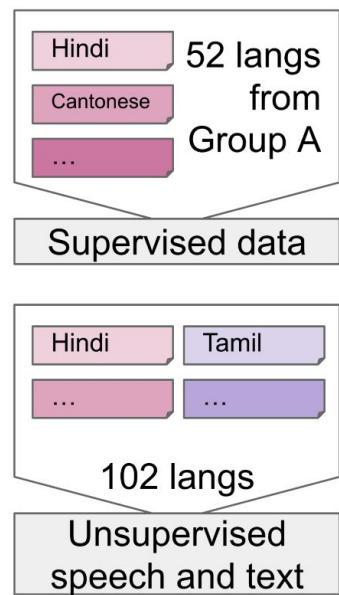 Hindi
Cantonese
...
52 langs
from
Group A
Supervised data
Hindi
Tamil
...
...
102 langs
Unsupervised
speech and text